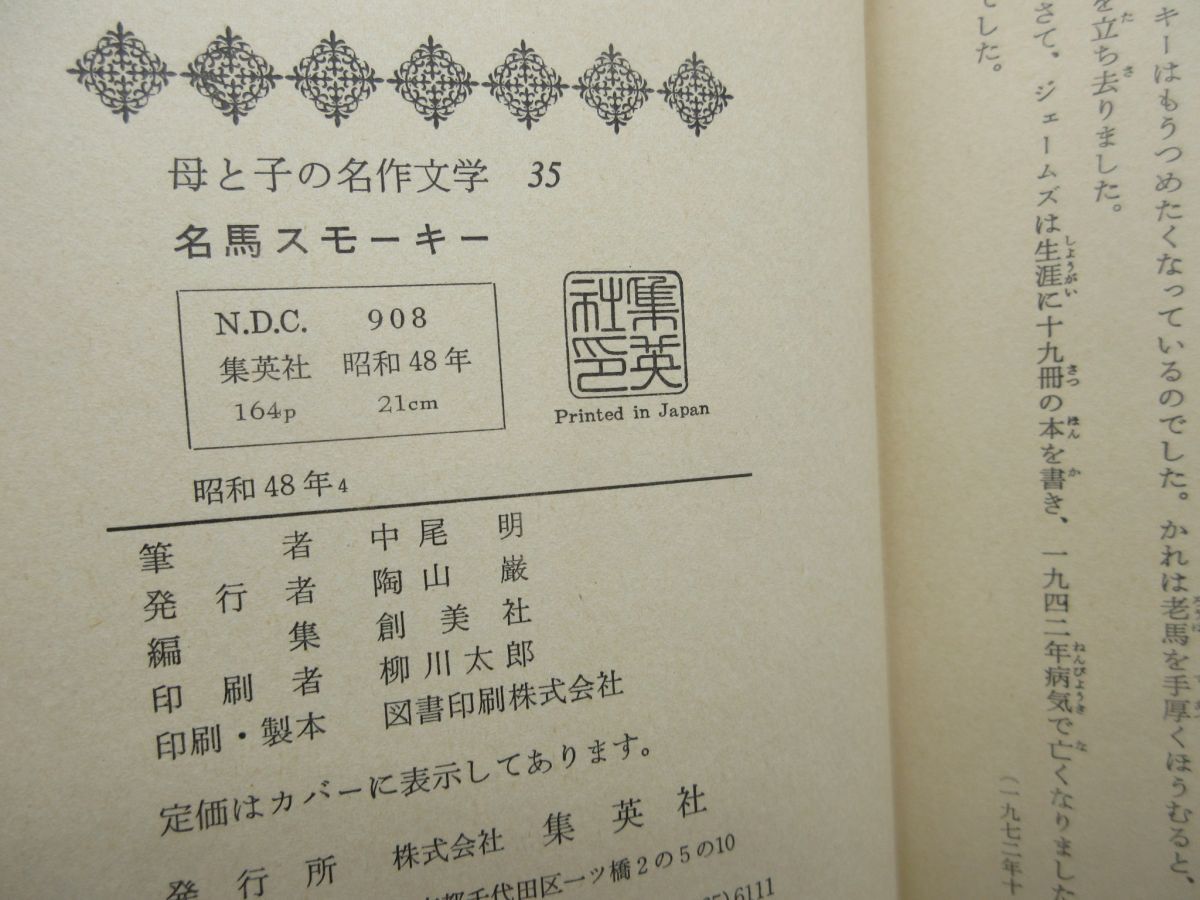 母と子の名作文学 35
名馬スモーキー
N.D.C. 908
集英社 昭和48年
164p 21cm
集英社印
Printed in Japan
昭和48年4
筆者 中尾 明
発行者 陶山 巌
編集 創美社
印刷者 柳川太郎
印刷・製本 図書印刷株式会社
定価はカバーに表示してあります。
発行所 株式会社 集英社
千代田区一ツ橋2の5の10
6111
キーはもうつめたくなっているのでした。かれは老馬を手厚くほうむると、
を立ち去りました。
さて、ジェームズは生涯に十九冊の本を書き、一九四二年病気で亡くなりました
でした。
(一九七二年十